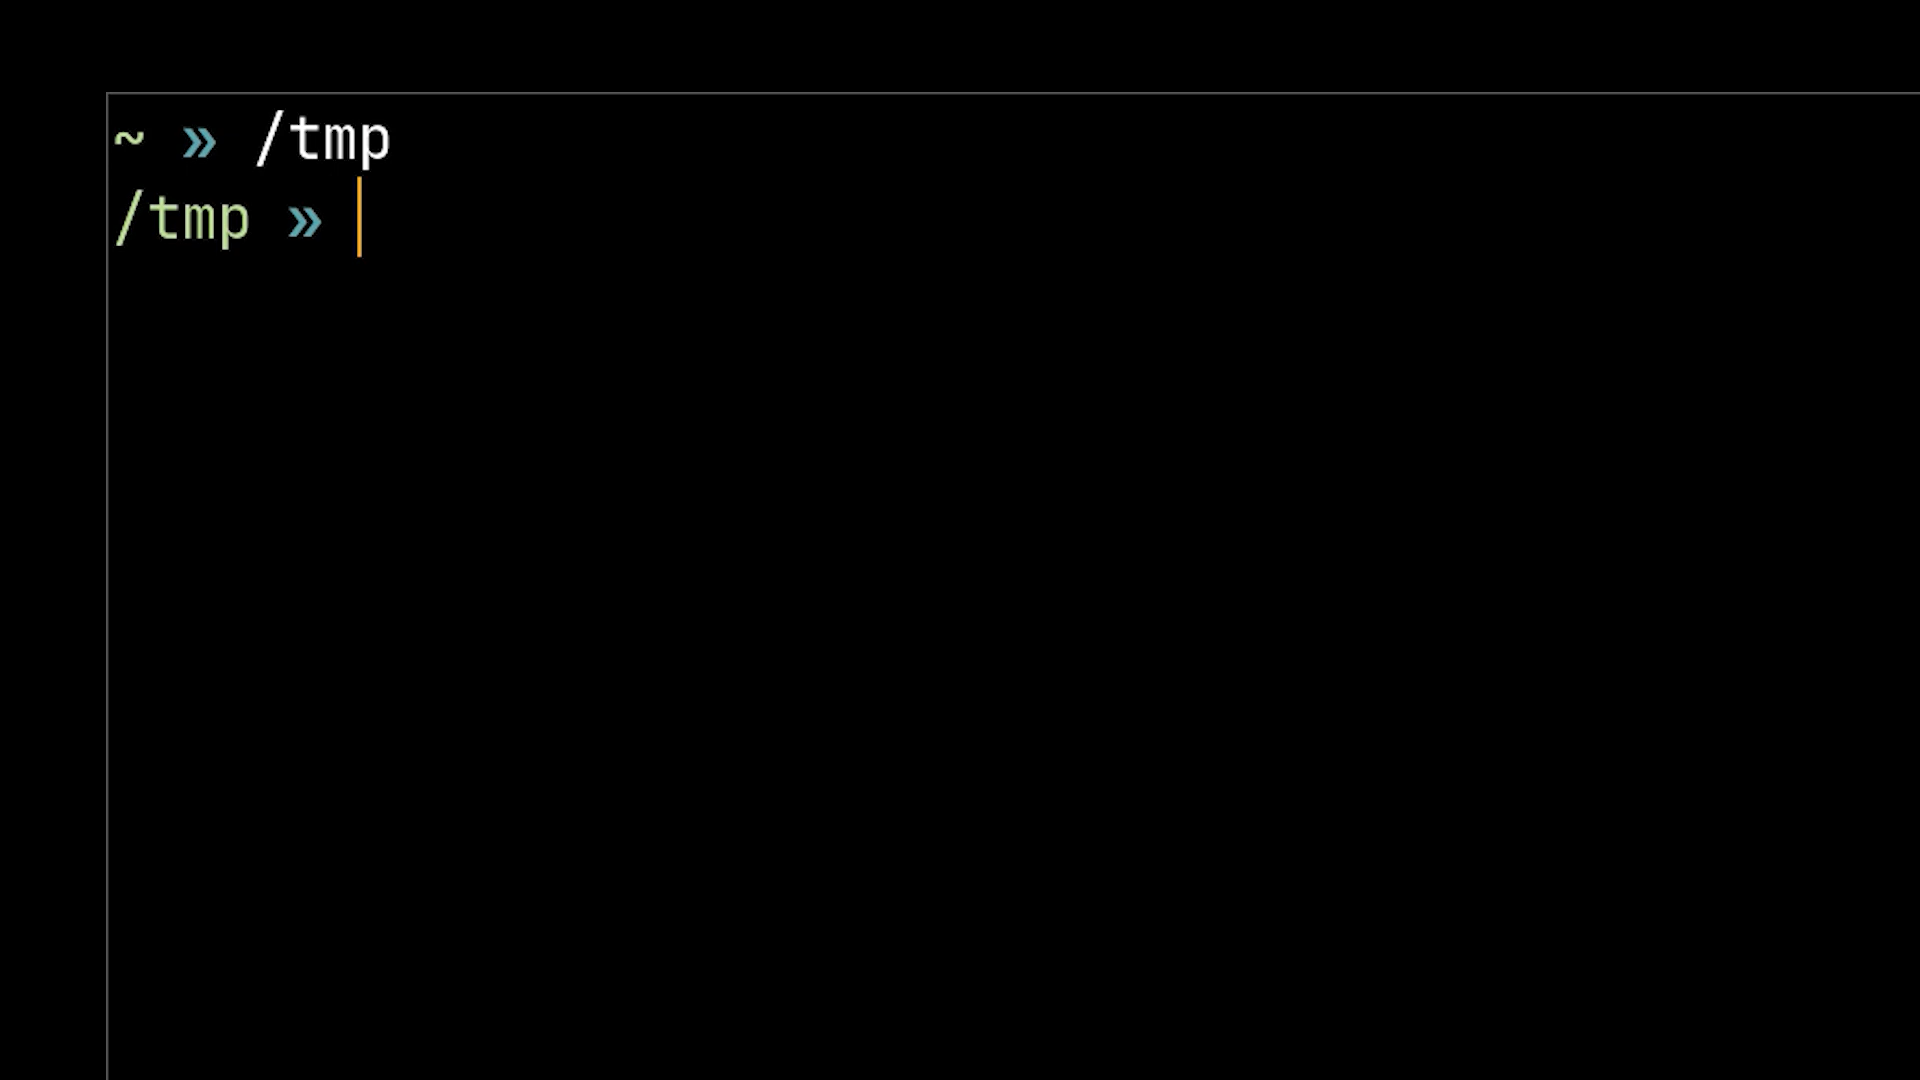 ~ » /tmp
/tmp »